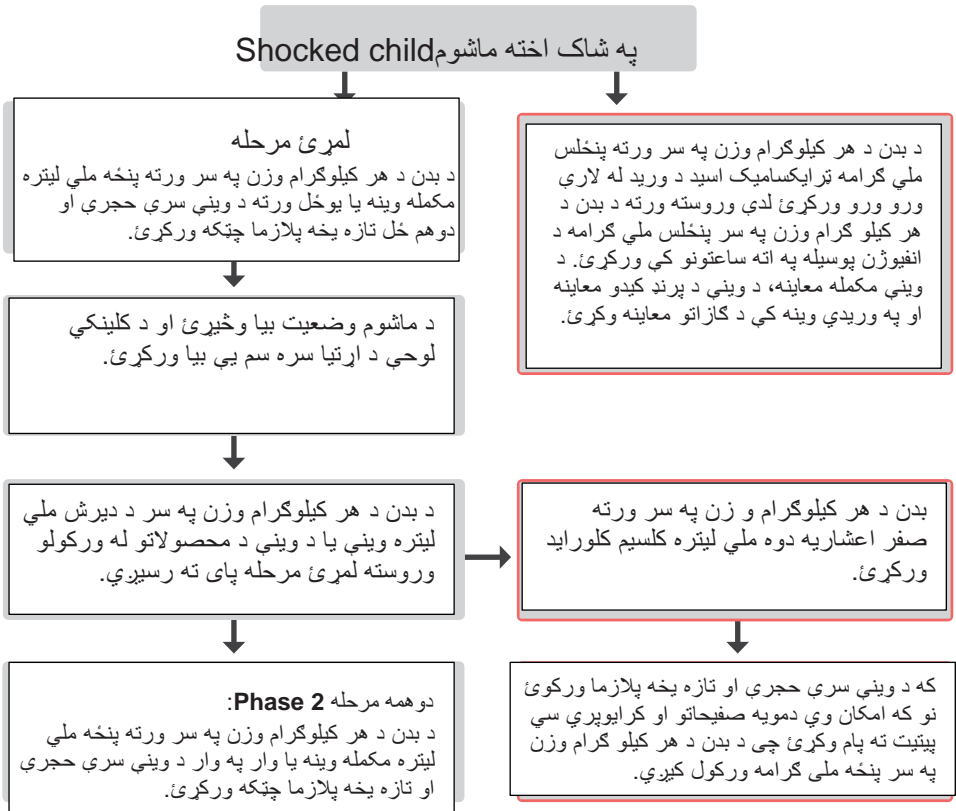 په شاک اخته ماشومShocked child
لمړئ مرحله
د بدن د هر کیلوګرام وزن په سر ورته پنځه ملي لیتره
مکمله وینه یا یوځل ورته د ویني سرې حجرې او
دوهم ځل تازه یخه پلازما چټکه ورکړئ.
د بدن د هر کیلوګرام وزن په سر ورته پنځلس
ملي ګرامه ټرایکسامیک اسید د ورید له لارې
ورو ورو ورکړئ لدې وروسته ورته د بدن د
هر کیلو ګرام وزن په سر پنځلس ملي ګرامه د
انفیوژن پوسیله په اته ساعتونو کې ورکړئ. د
ویني مکمله معاینه، د ویني د پرنډ کیدو معاینه
او په وریدي وینه کې د ګازاتو معاینه وکړئ.
د ماشوم وضعیت بیا وڅیړئ او د کلینکي
لوحې د اړتیا سره سم یې بیا ورکړئ.
د بدن د هر کیلوګرام وزن په سر د دیرش ملي
لیتره ویني یا د ویني د محصولاتو له ورکولو
وروسته لمړئ مرحله پای ته رسیږي.
بدن د هر کیلوګرام و زن په سر ورته
صفر اعشاریه دوه ملي لیتره کلسیم کلوراید
ورکړئ.
دوهمه مرحله Phase 2:
د بدن د هر کیلوګرام وزن په سر ورته پنځه ملي
لیتره مکمله وینه یا وار په وار د ویني سرې حجرې
او تازه یخه پلازما چټکه ورکړئ.
که د ویني سرې حجرې او تازه یخه پلازما ورکوئ
نو که امکان وي دمویه صفیحاتو او کرایوپرې سي
پیتیت ته پام وکړئ چې د بدن د هر کیلو ګرام وزن
په سر پنځه ملی ګرامه ورکول کیږي.